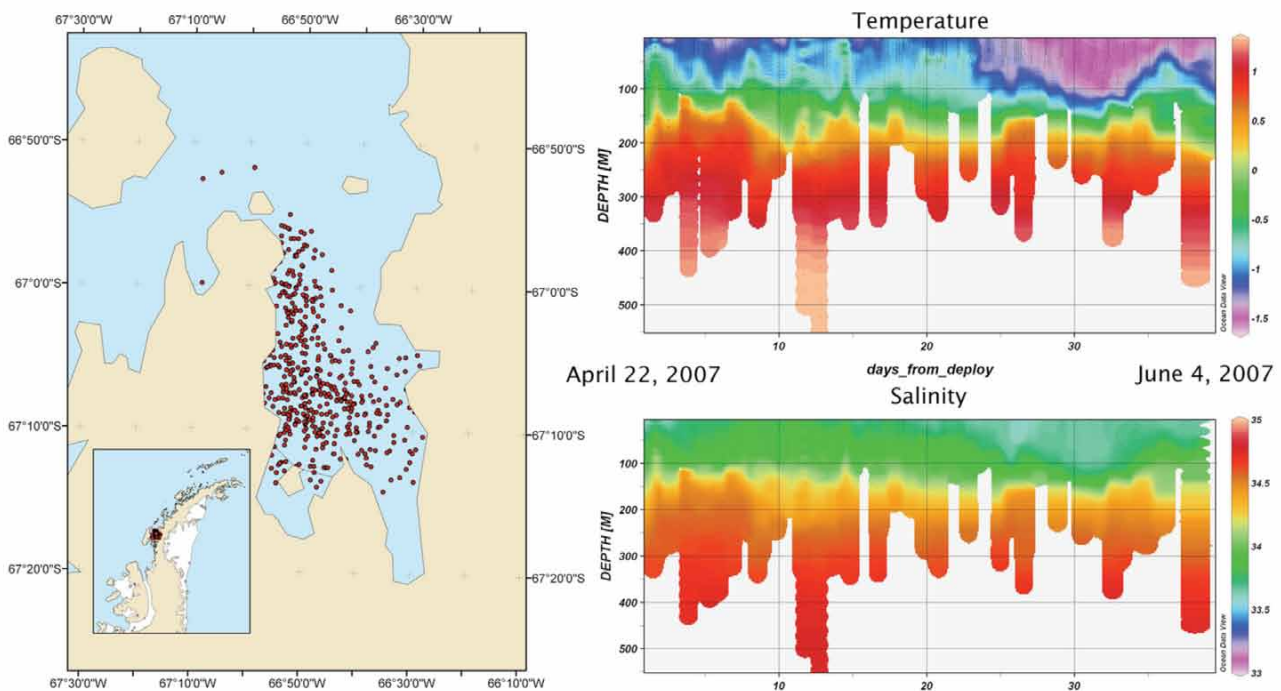 67°30'0"W 67°10'0"W 66°50'0"W 66°30'0"W
66°50'0"S
66°50'0"S
67°0'0"S
67°0'0"S
67°10'0"S
67°10'0"S
67°20'0"S
67°20'0"S
67°30'0"W 67°10'0"W 66°50'0"W 66°30'0"W 66°10'0"W
Temperature
DEPTH [M]
100
200
300
400
500
10 20 30
1
0.5
0
-0.5
-1
-1.5
Ocean Data View
April 22, 2007 days_from_deploy June 4, 2007
Salinity
DEPTH [M]
100
200
300
400
500
10 20 30
35
34.5
34
33.5
33
Ocean Data View